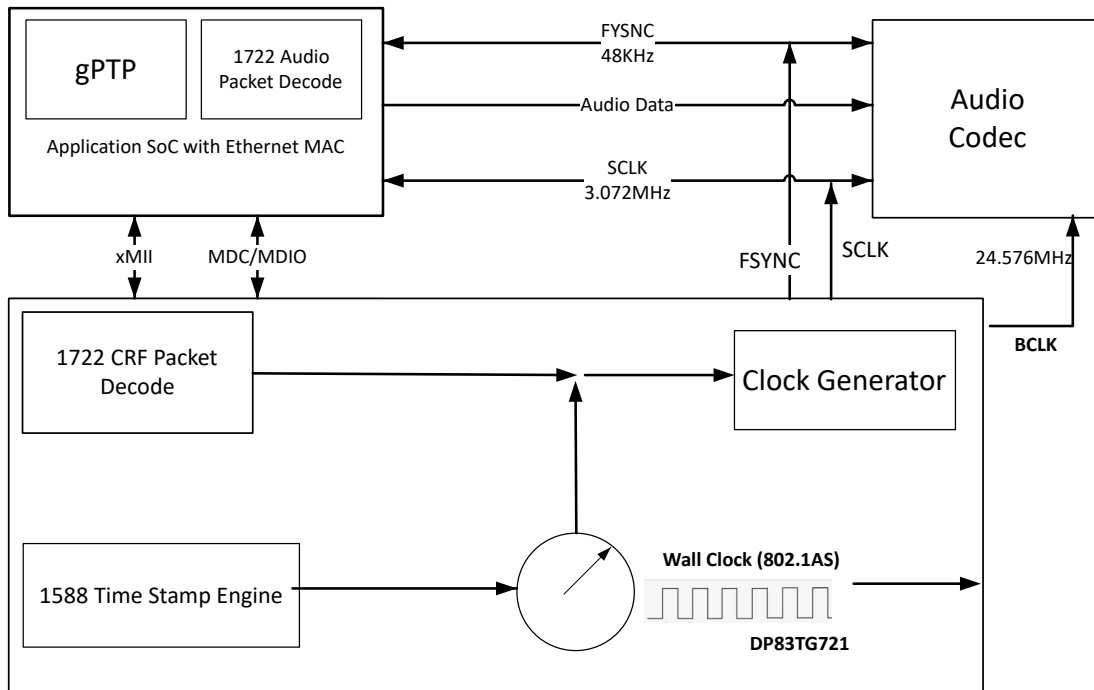 gPTP
1722 Audio
Packet Decode
Application SoC with Ethernet MAC
FYSNC
48KHz
Audio Data
SCLK
3.072MHz
Audio
Codec
xMII
MDC/MDIO
FSYNC
SCLK
24.576MHz
BCLK
1722 CRF Packet
Decode
Clock Generator
1588 Time Stamp Engine
Wall Clock (802.1AS)
DP83TG721